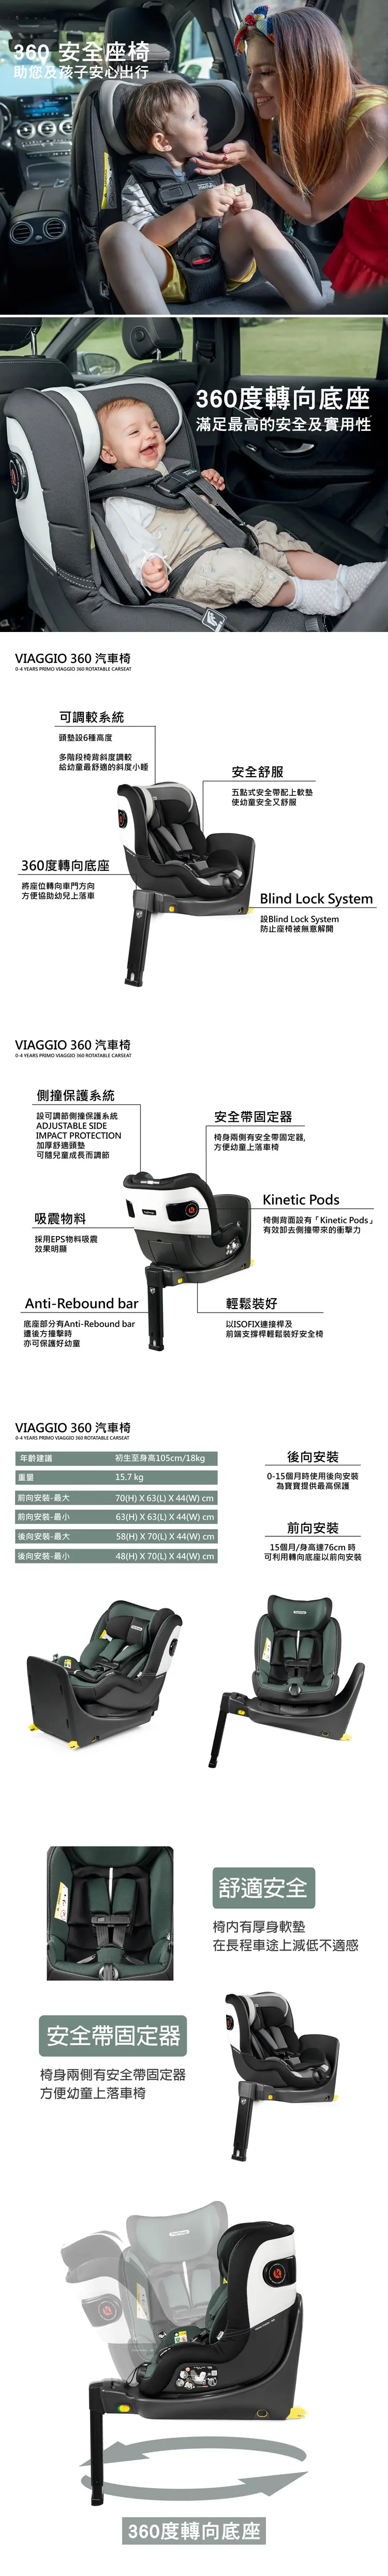 360 安全座椅
助您及孩子安心出行
360度轉向底座
滿足最高的安全及實用性
VIAGGIO 360 汽車椅
0-4 YEARS PRIMO VIAGGIO 360 ROTATABLE CARSEAT
可調較系統
頭墊設6種高度
多階段椅背斜度調較
給幼童最舒適的斜度小睡
安全舒服
五點式安全帶配上軟墊
使幼童安全又舒服
360度轉向底座
將座位轉向車門方向
方便協助幼兒上落車
Blind Lock System
設Blind Lock System
防止座椅被無意解開
VIAGGIO 360 汽車椅
0-4 YEARS PRIMO VIAGGIO 360 ROTATABLE CARSEAT
側撞保護系統
設可調節側撞保護系統
ADJUSTABLE SIDE
IMPACT PROTECTION
加厚舒適頭墊
可隨兒童成長而調節
安全帶固定器
椅身兩側有安全帶固定器,
方便幼童上落車椅
Kinetic Pods
椅側背面設有「Kinetic Pods」
有效卸去側撞帶來的衝擊力
吸震物料
採用EPS物料吸震
效果明顯
Anti-Rebound bar
底座部分有Anti-Rebound bar
遭後方撞擊時
亦可保護好幼童
輕鬆裝好
以ISOFIX連接桿及
前端支撐桿輕鬆裝好安全椅
VIAGGIO 360 汽車椅
0-4 YEARS PRIMO VIAGGIO 360 ROTATABLE CARSEAT
年齡建議 初生至身高105cm/18kg
重量 15.7 kg
前向安裝-最大 70(H) X 63(L) X 44(W) cm
前向安裝-最小 63(H) X 63(L) X 44(W) cm
後向安裝-最大 58(H) X 70(L) X 44(W) cm
後向安裝-最小 48(H) X 70(L) X 44(W) cm
後向安裝
0-15個月時使用後向安裝
為寶寶提供最高保護
前向安裝
15個月/身高達76cm 時
可利用轉向底座以前向安裝
舒適安全
椅内有厚身軟墊
在長程車途上減低不適感
安全帶固定器
椅身兩側有安全帶固定器
方便幼童上落車椅
360度轉向底座